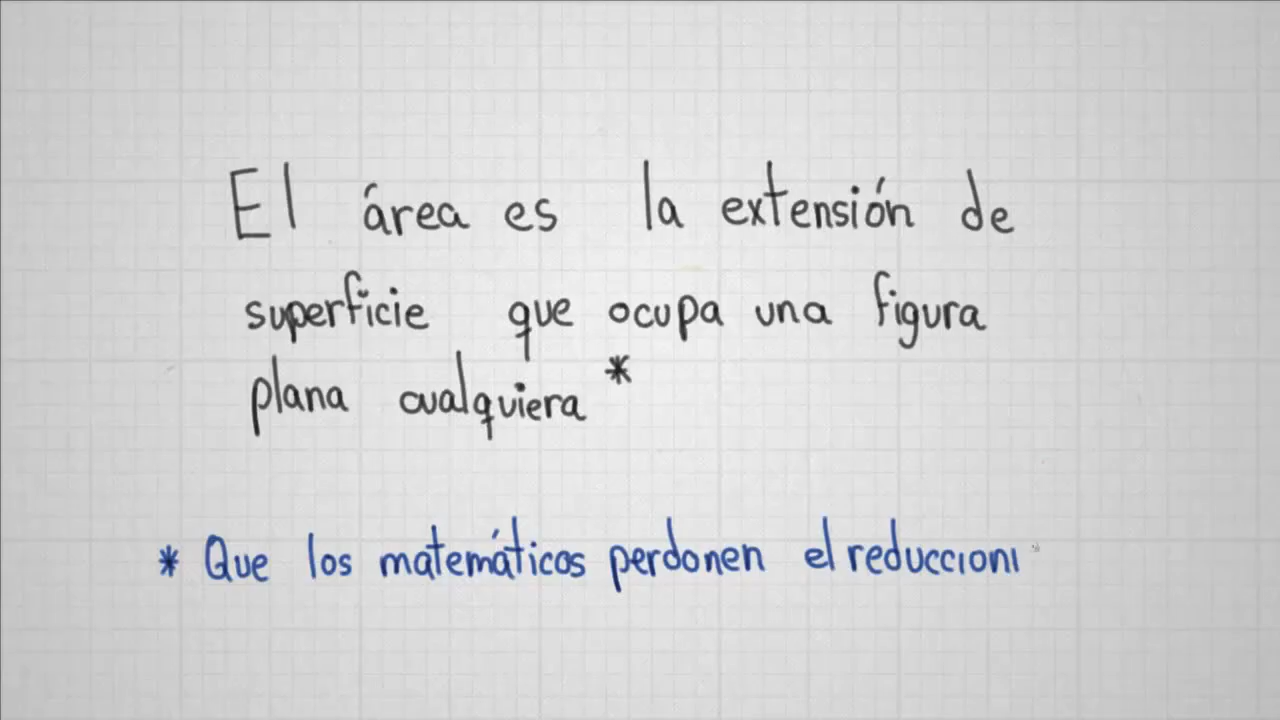 El área es la extensión de
superficie que ocupa una figura
plana cualquiera *
* Que los matemáticos perdonen el reduccioni